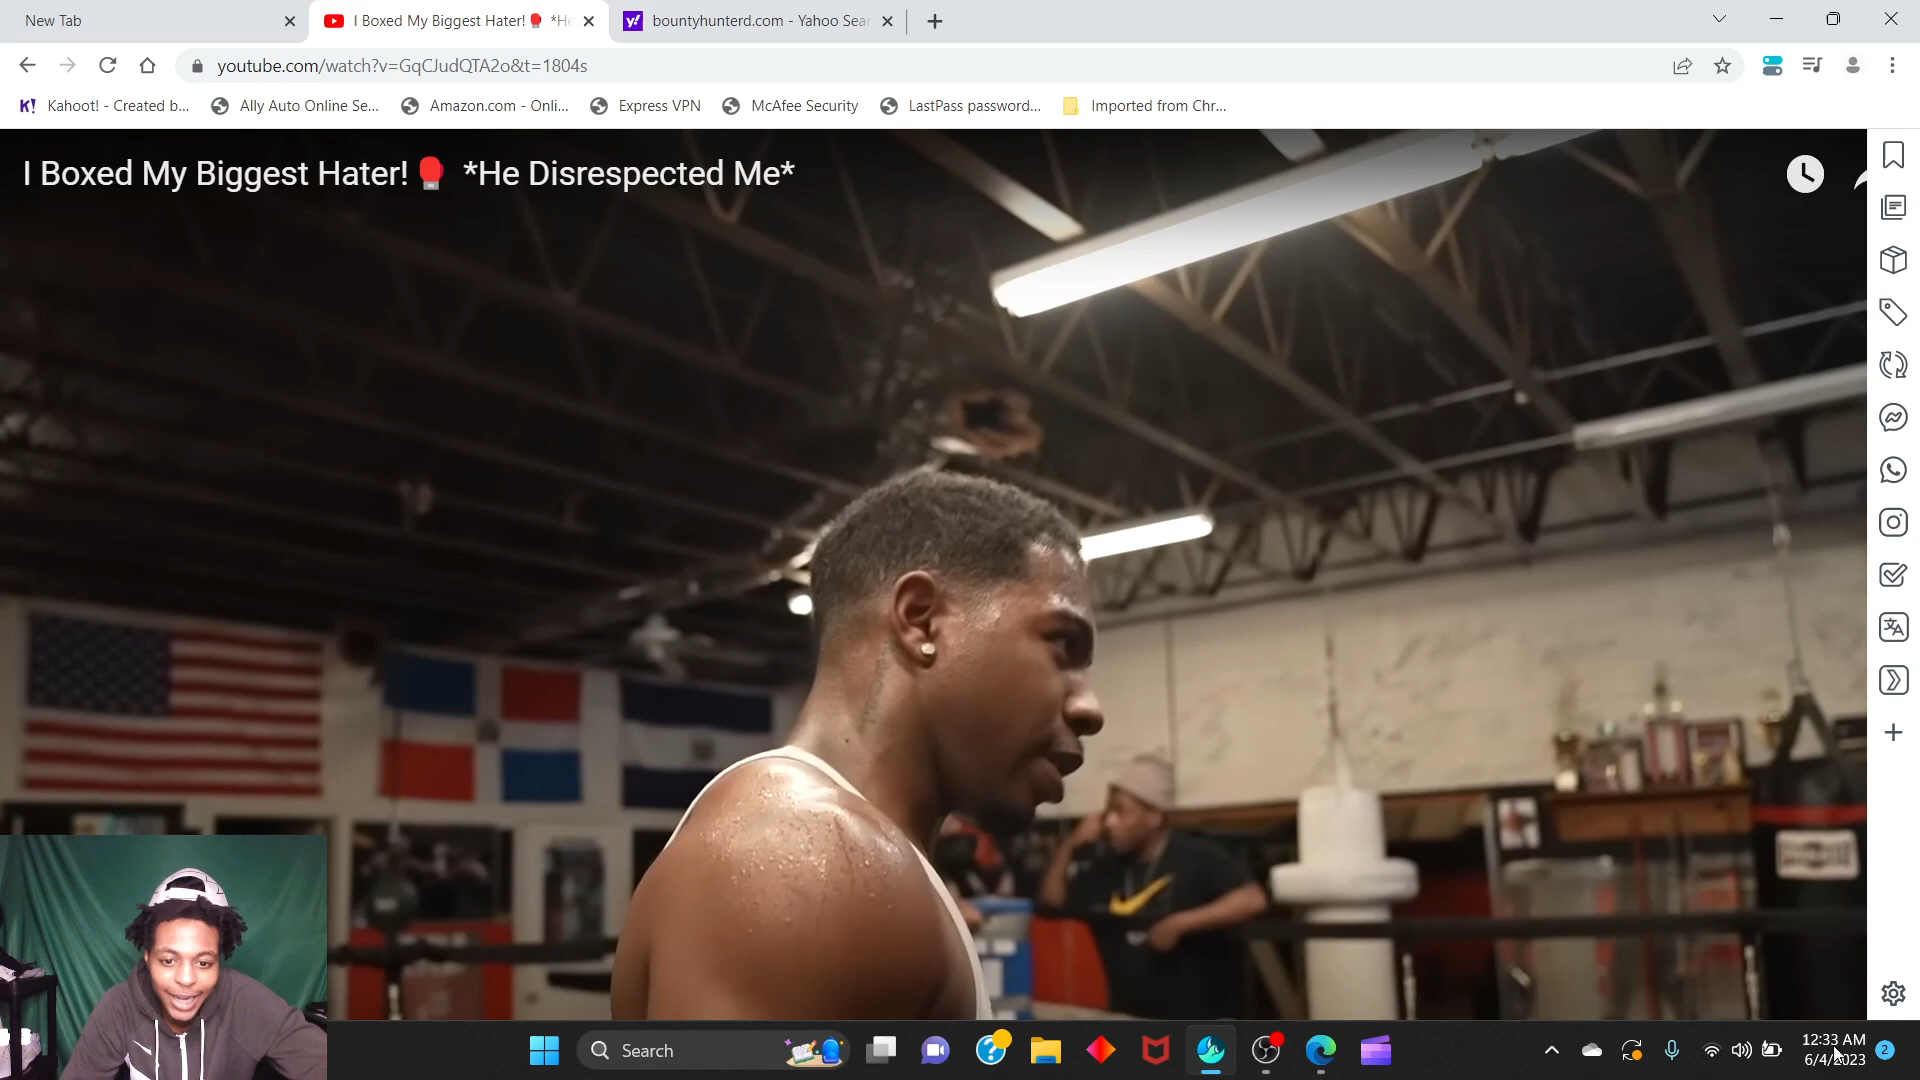 New Tab
I Boxed My Biggest Hater!🥊 *He
bountyhunterd.com - Yahoo Sear
youtube.com/watch?v=GqCJudQTA2o&t=1804s
K! Kahoot! - Created b...
Ally Auto Online Se...
Amazon.com - Onli...
Express VPN
McAfee Security
LastPass password...
Imported from Chr...
I Boxed My Biggest Hater!🥊 *He Disrespected Me*
Search
12:33 AM
6/4/2023
2